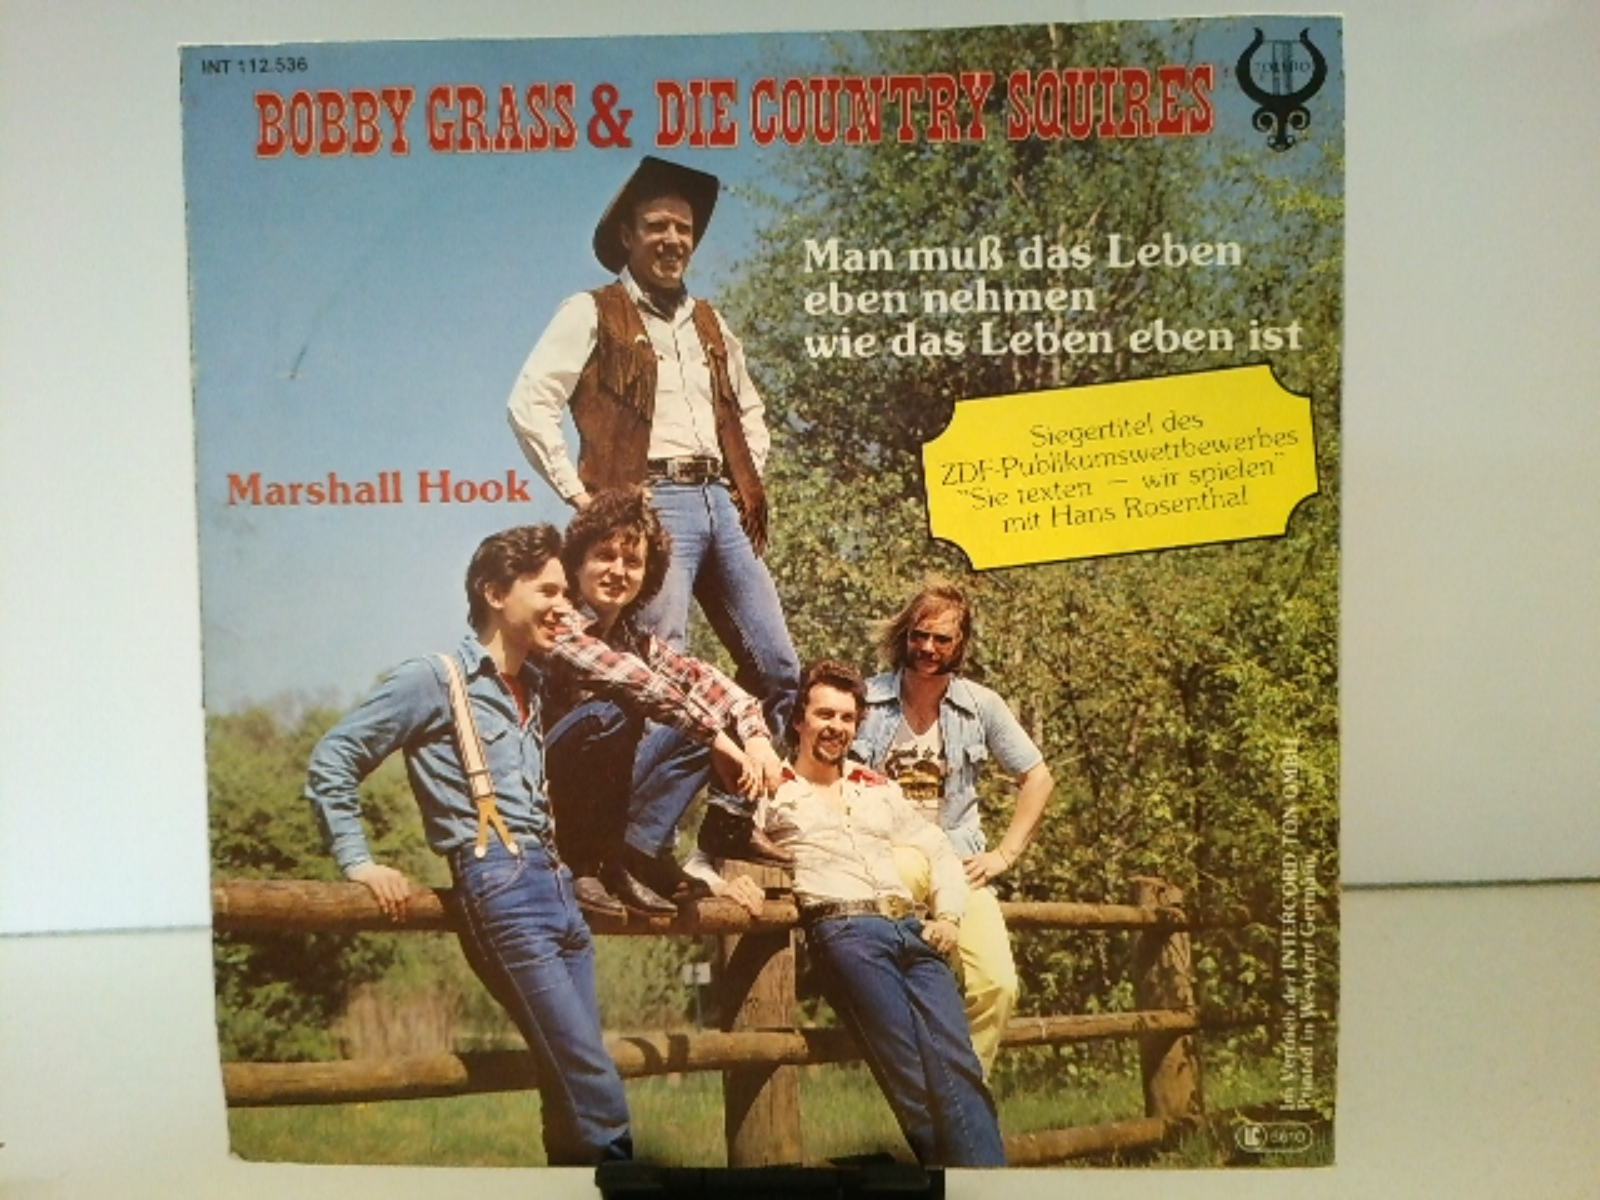 INT 112.536
BOBBY GRASS & DIE COUNTRY SQUIRES
TOLEDO
Man muß das Leben
eben nehmen
wie das Leben eben ist
Siegertitel des
ZDF-Publikumswettbewerbes
"Sie texten – wir spielen"
mit Hans Rosenthal
Marshall Hook
Im Vertrieb der INTERCORD TON GMBH
Printed in Western Germany
LC